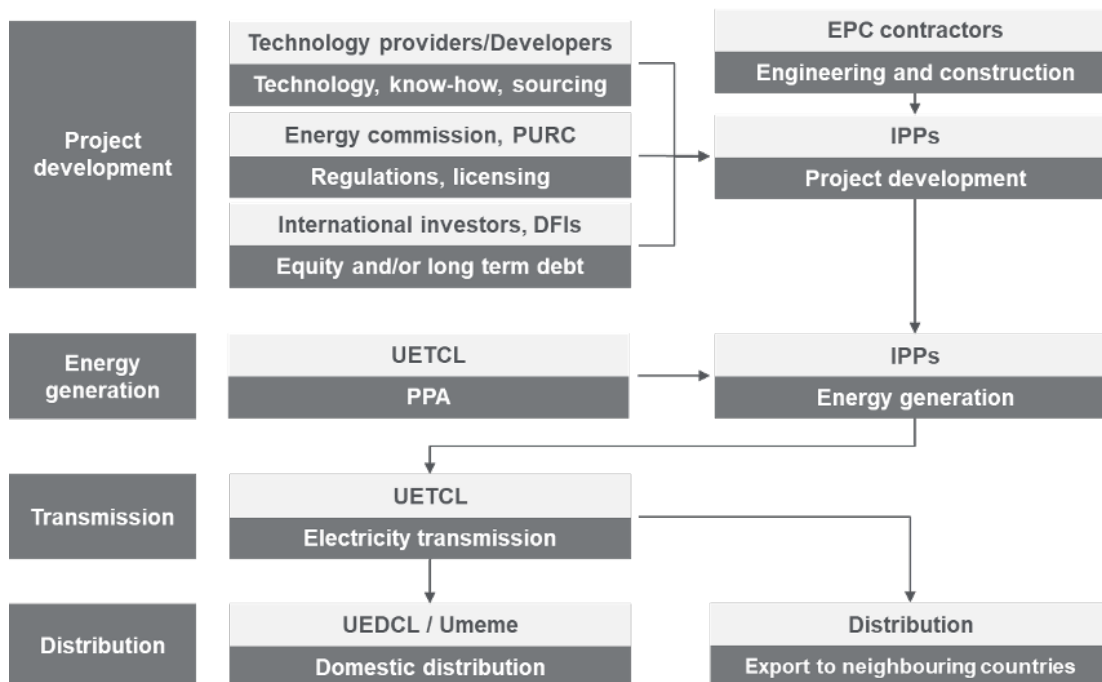 Project
development
Technology providers/Developers
Technology, know-how, sourcing
Energy commission, PURC
Regulations, licensing
International investors, DFIs
Equity and/or long term debt
EPC contractors
Engineering and construction
IPPs
Project development
Energy
generation
UETCL
PPA
IPPs
Energy generation
Transmission
UETCL
Electricity transmission
Distribution
UEDCL / Umeme
Domestic distribution
Distribution
Export to neighbouring countries